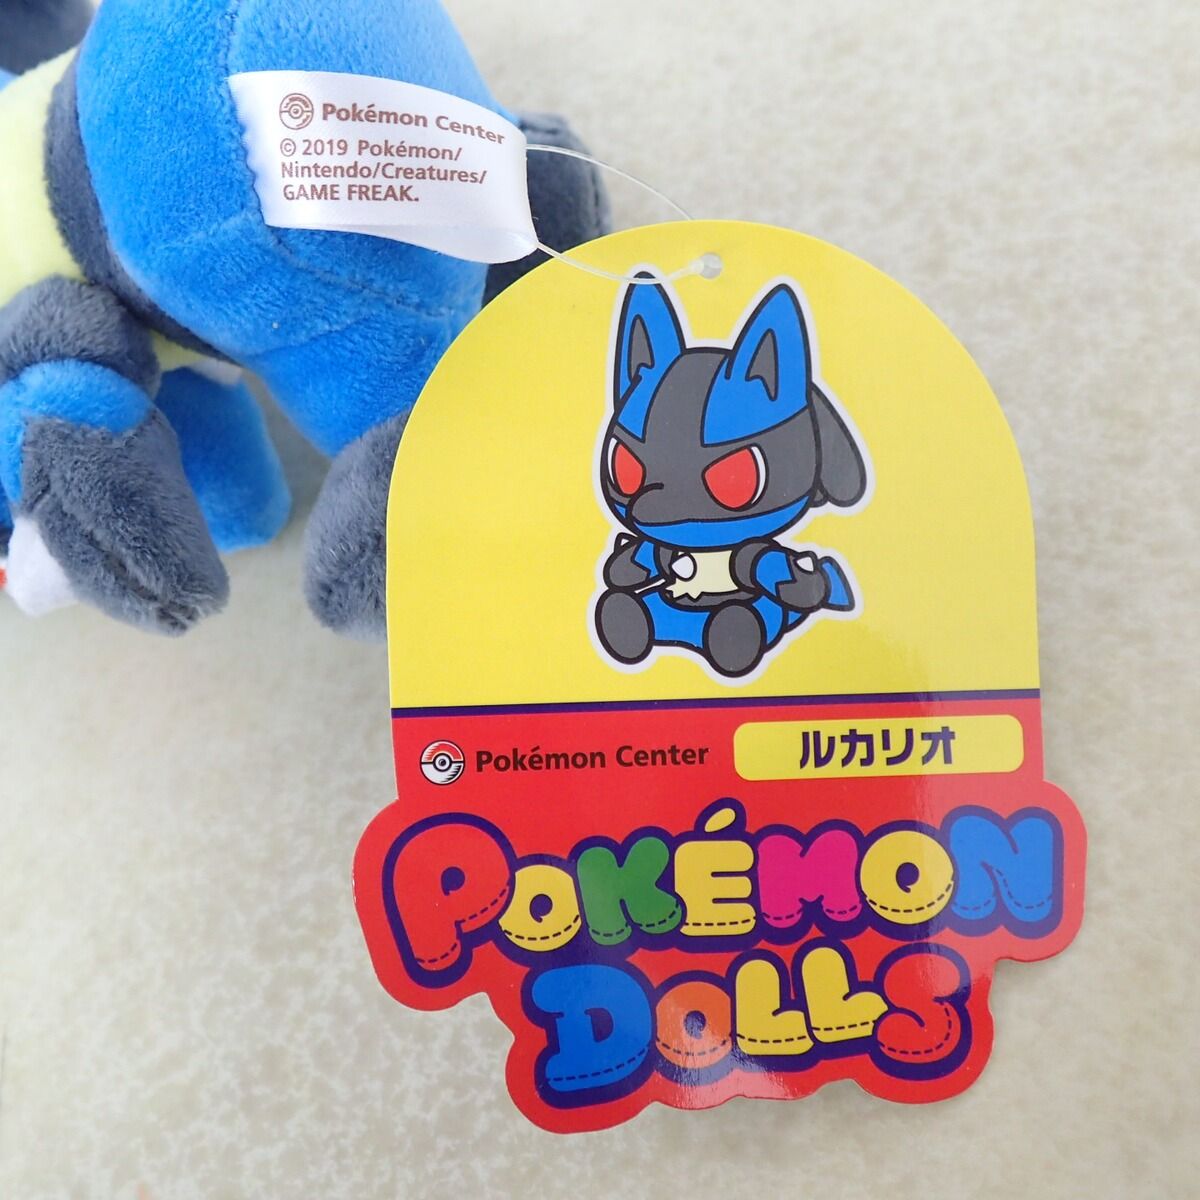 Pokémon Center
© 2019 Pokémon/
Nintendo/Creatures/
GAME FREAK.
Pokémon Center
ルカリオ
POKÉMON
DOLLS